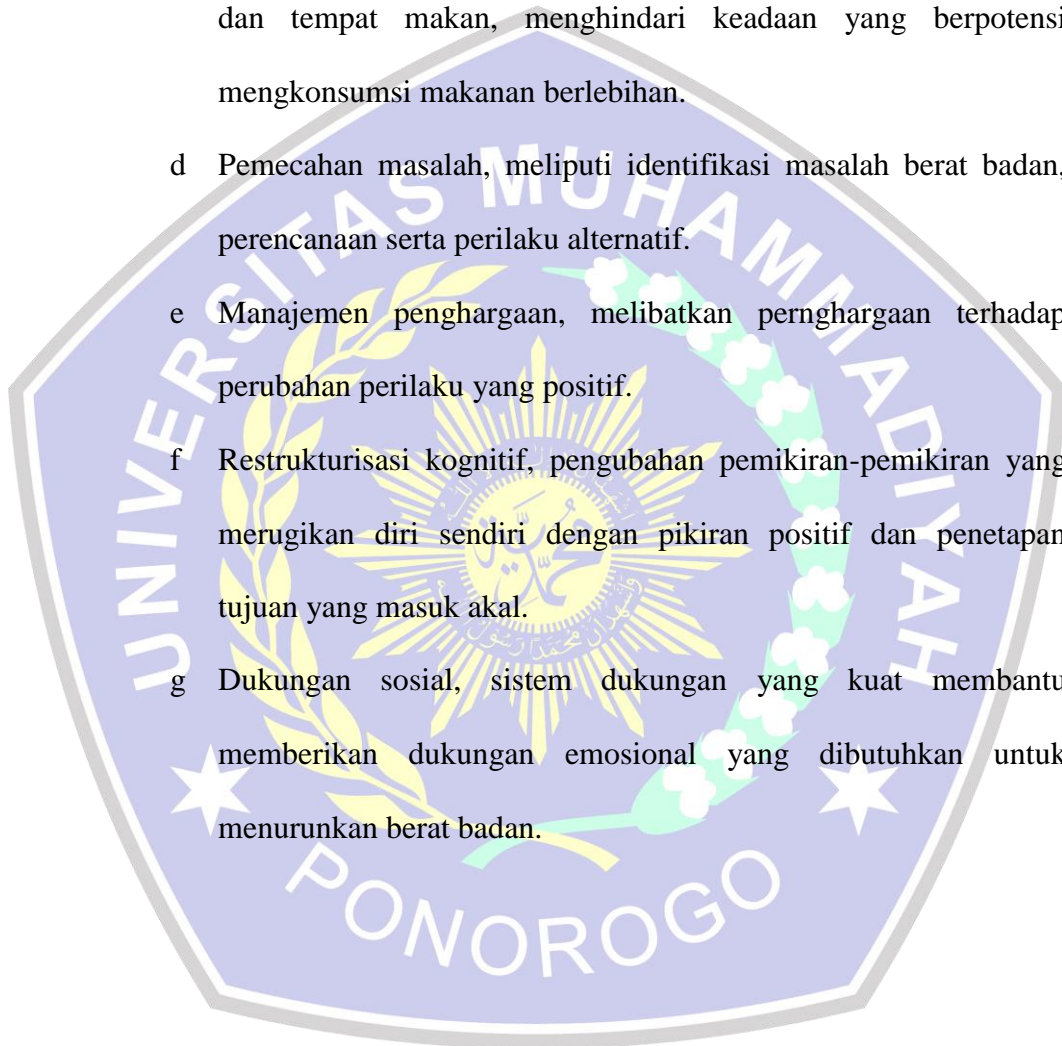 dan tempat makan, menghindari keadaan yang berpotensi
mengkonsumsi makanan berlebihan.
d Pemecahan masalah, meliputi identifikasi masalah berat badan,
perencanaan serta perilaku alternatif.
e Manajemen penghargaan, melibatkan pernghargaan terhadap
perubahan perilaku yang positif.
f Restrukturisasi kognitif, pengubahan pemikiran-pemikiran yang
merugikan diri sendiri dengan pikiran positif dan penetapan
tujuan yang masuk akal.
g Dukungan sosial, sistem dukungan yang kuat membantu
memberikan dukungan emosional yang dibutuhkan untuk
menurunkan berat badan.
UNIVERSITAS MUHAMMADIYAH
PONOROGO